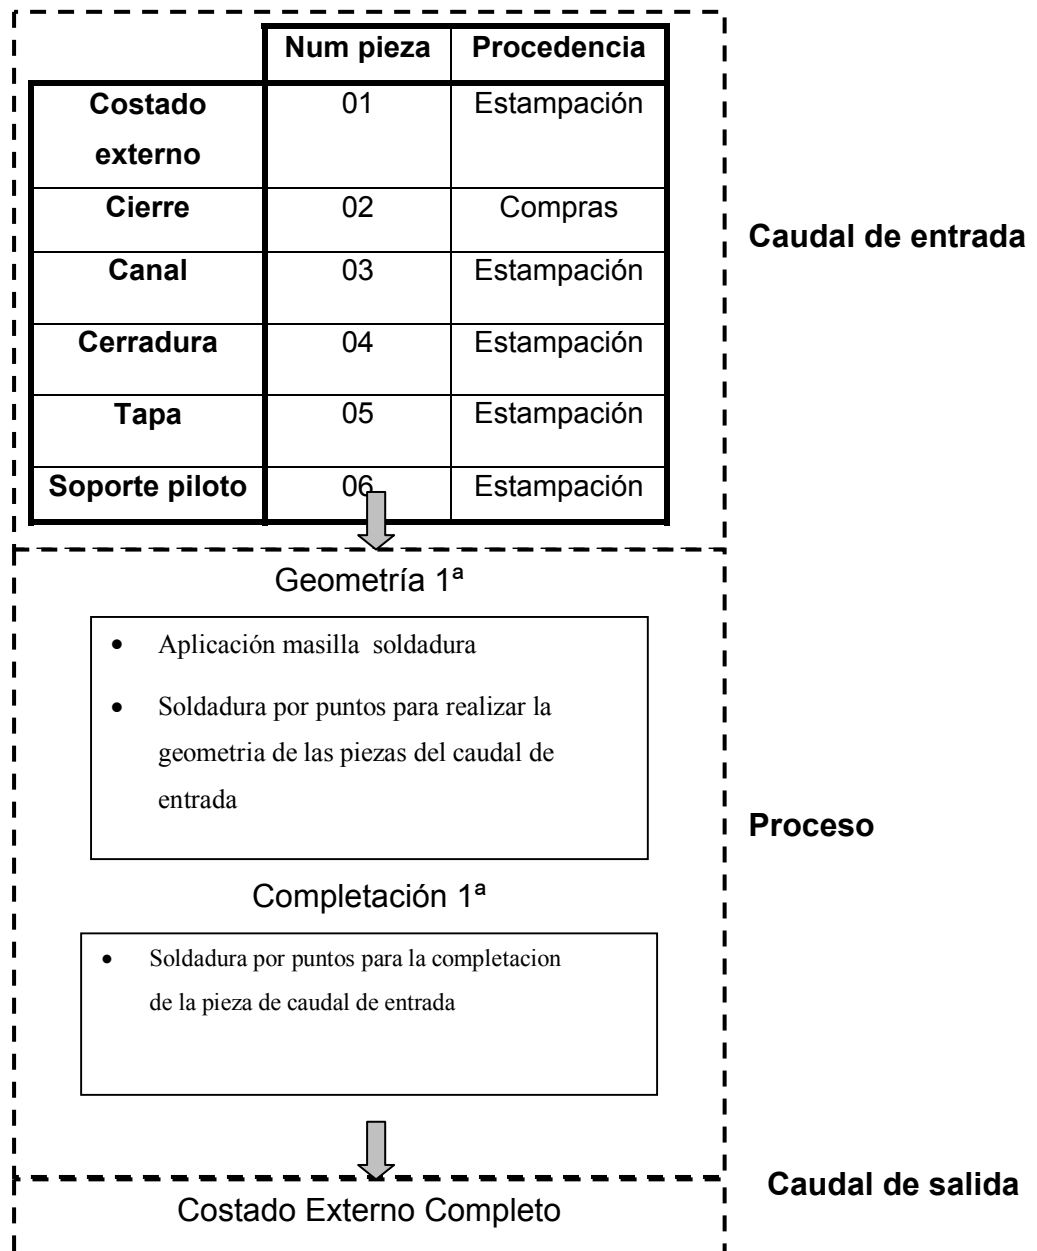 Num pieza Procedencia
Costado 01 Estampación
externo
Cierre 02 Compras
Canal 03 Estampación
Cerradura 04 Estampación
Tapa 05 Estampación
Soporte piloto 06 Estampación
Caudal de entrada
Geometría 1ª
• Aplicación masilla  soldadura
• Soldadura por puntos para realizar la
geometria de las piezas del caudal de
entrada
Proceso
Completación 1ª
• Soldadura por puntos para la completacion
de la pieza de caudal de entrada
Caudal de salida
Costado Externo Completo